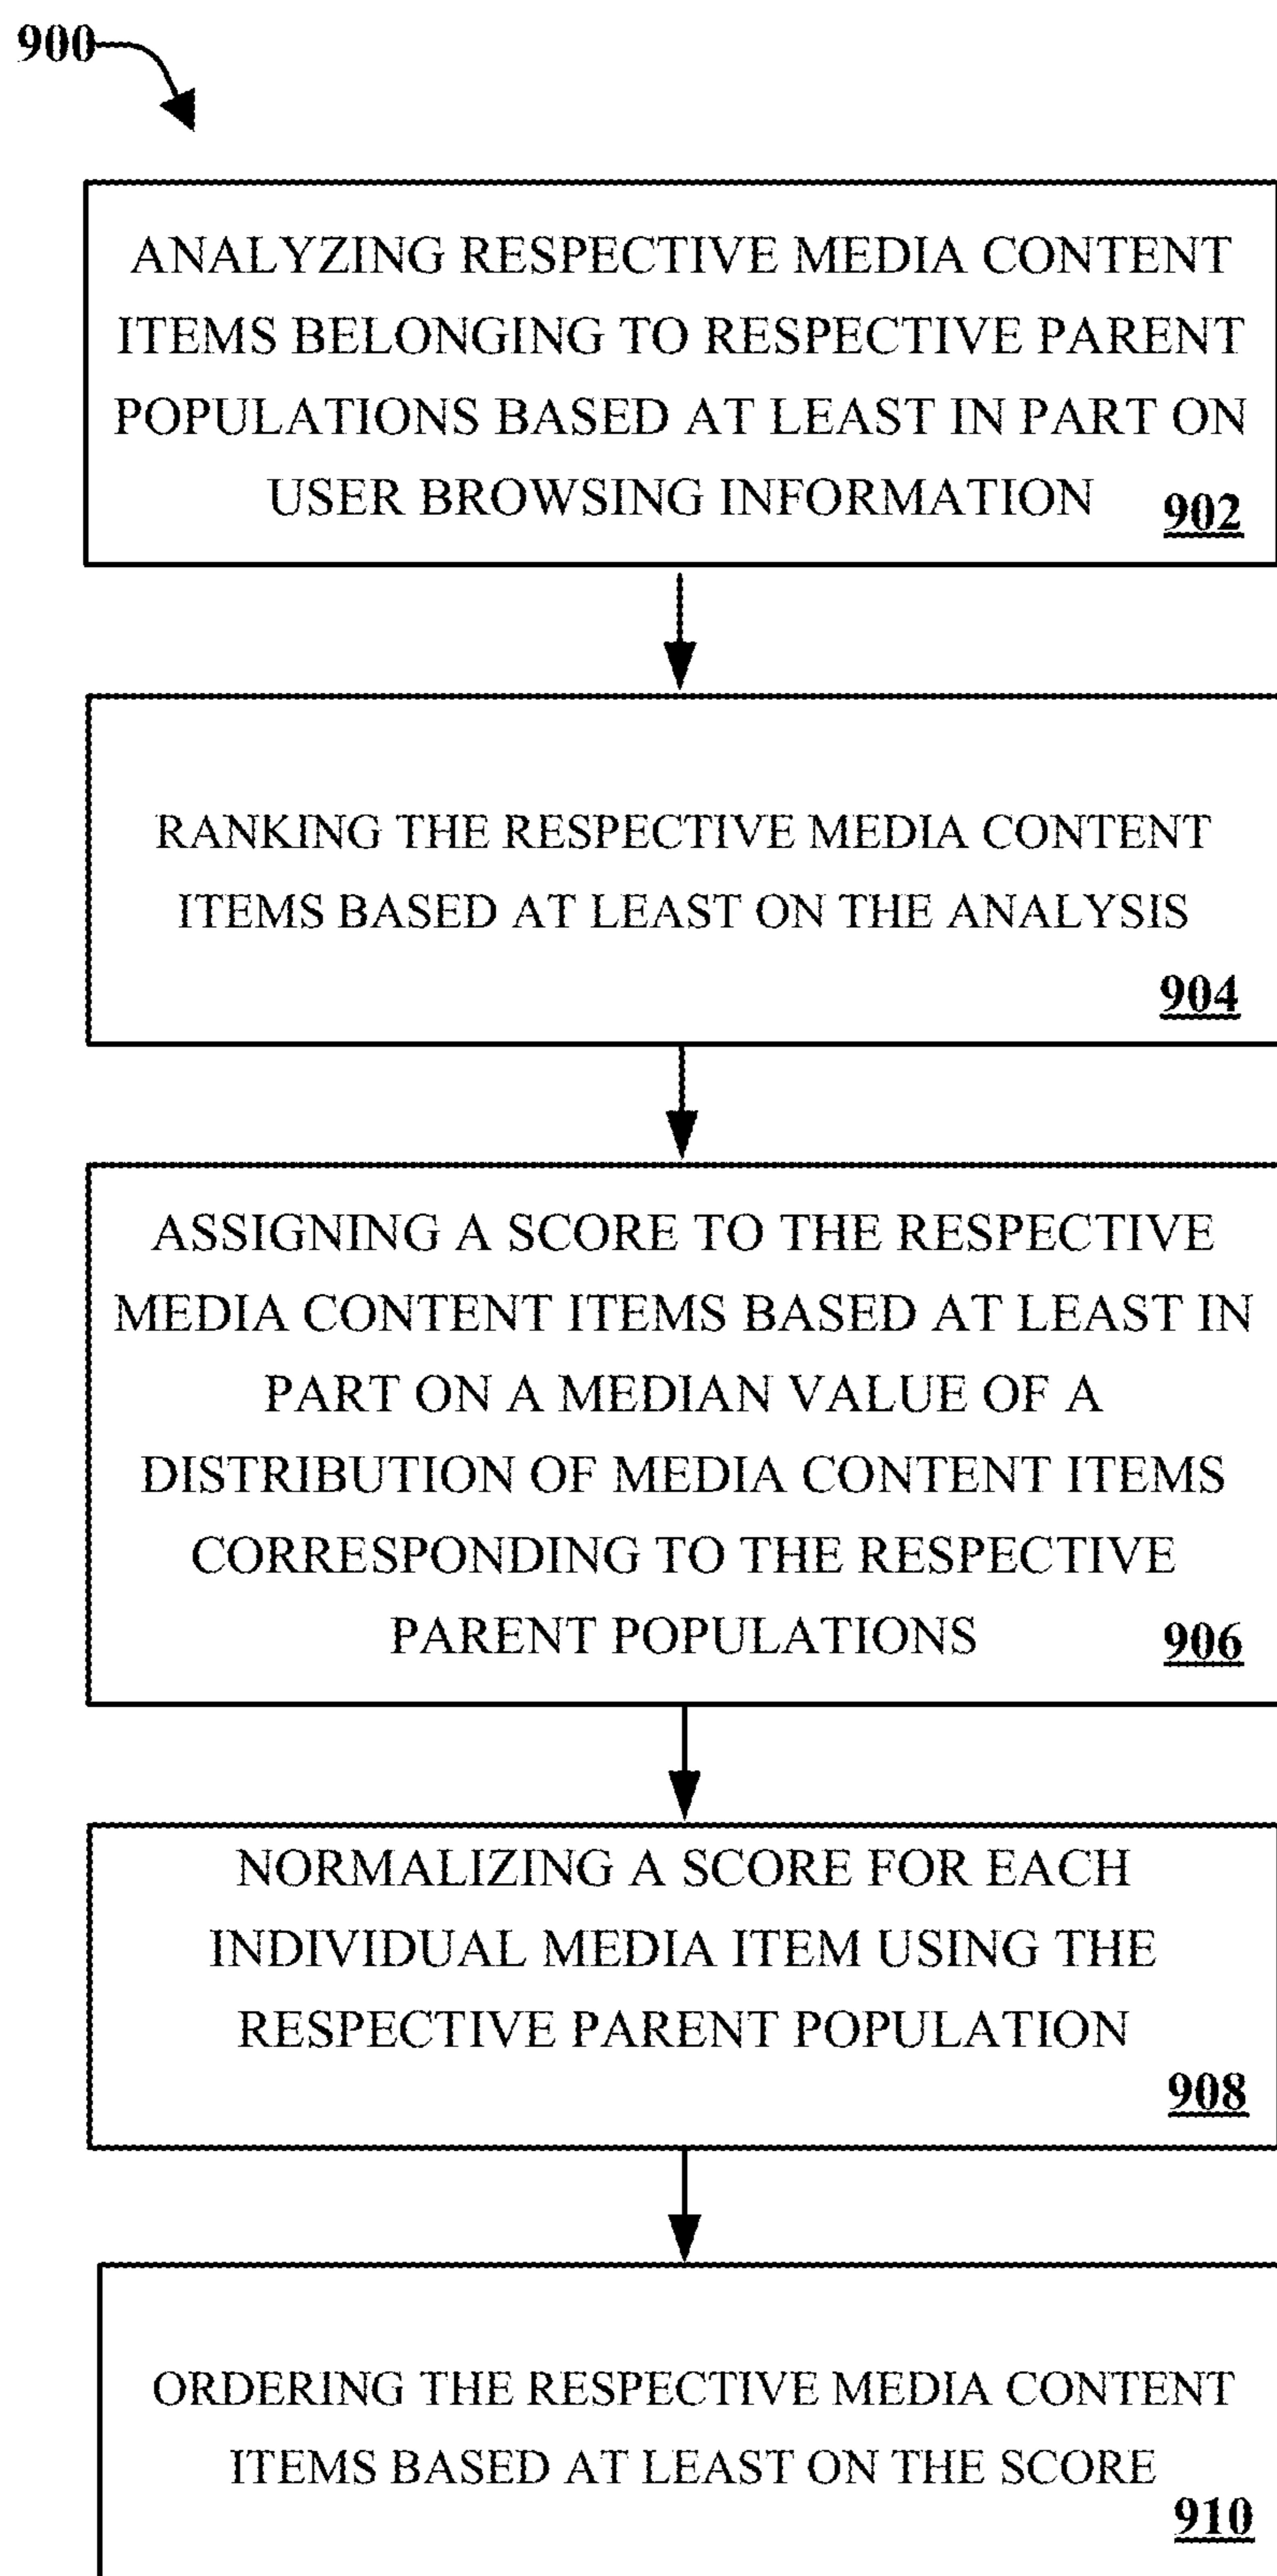 900
ANALYZING RESPECTIVE MEDIA CONTENT
ITEMS BELONGING TO RESPECTIVE PARENT
POPULATIONS BASED AT LEAST IN PART ON
USER BROWSING INFORMATION
902
RANKING THE RESPECTIVE MEDIA CONTENT
ITEMS BASED AT LEAST ON THE ANALYSIS
904
ASSIGNING A SCORE TO THE RESPECTIVE
MEDIA CONTENT ITEMS BASED AT LEAST IN
PART ON A MEDIAN VALUE OF A
DISTRIBUTION OF MEDIA CONTENT ITEMS
CORRESPONDING TO THE RESPECTIVE
PARENT POPULATIONS
906
NORMALIZING A SCORE FOR EACH
INDIVIDUAL MEDIA ITEM USING THE
RESPECTIVE PARENT POPULATION
908
ORDERING THE RESPECTIVE MEDIA CONTENT
ITEMS BASED AT LEAST ON THE SCORE
910